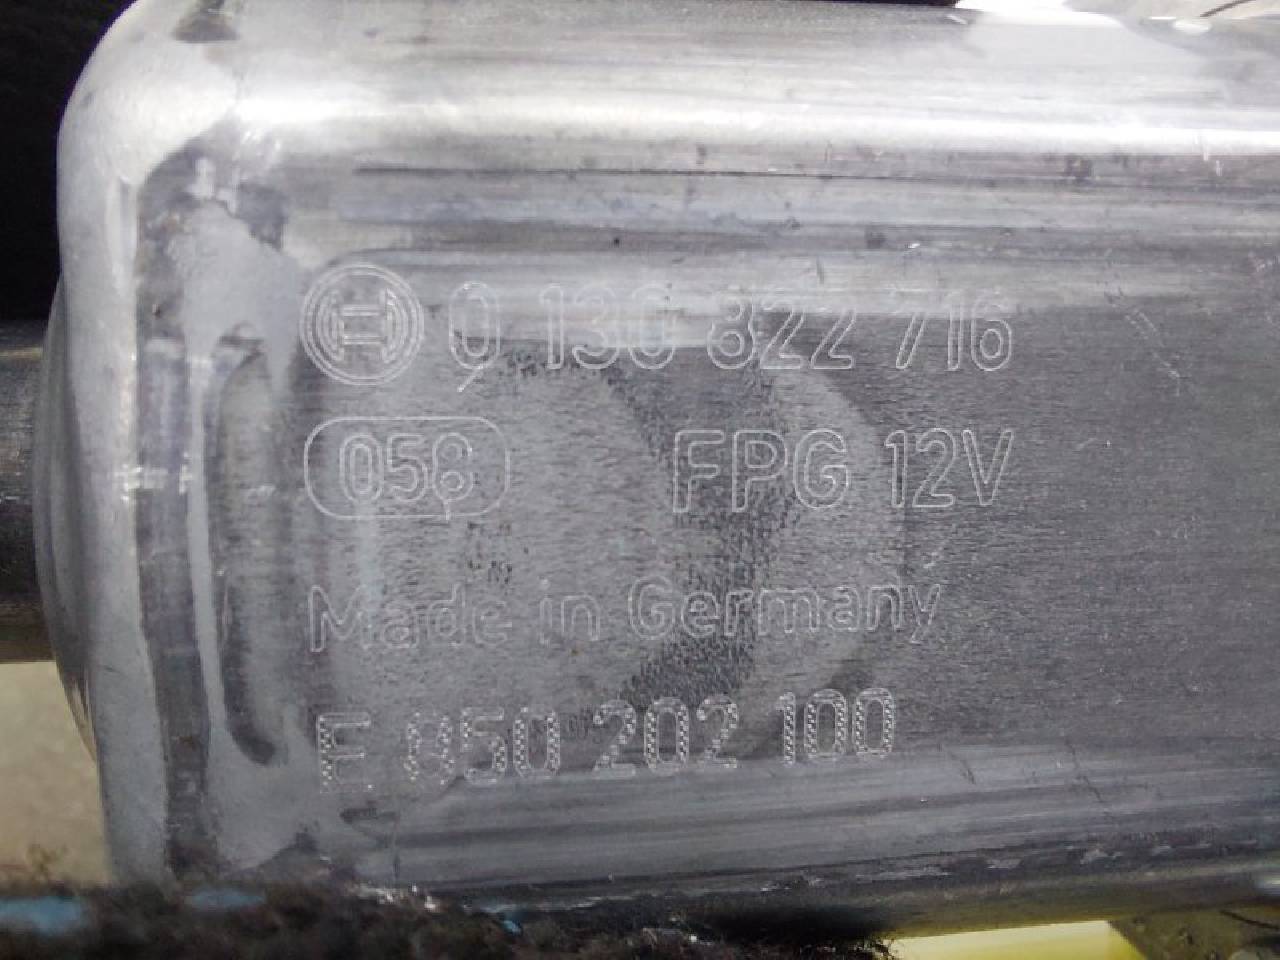 0 130 822 716
058 FPG 12V
Made in Germany
E 850 202 100